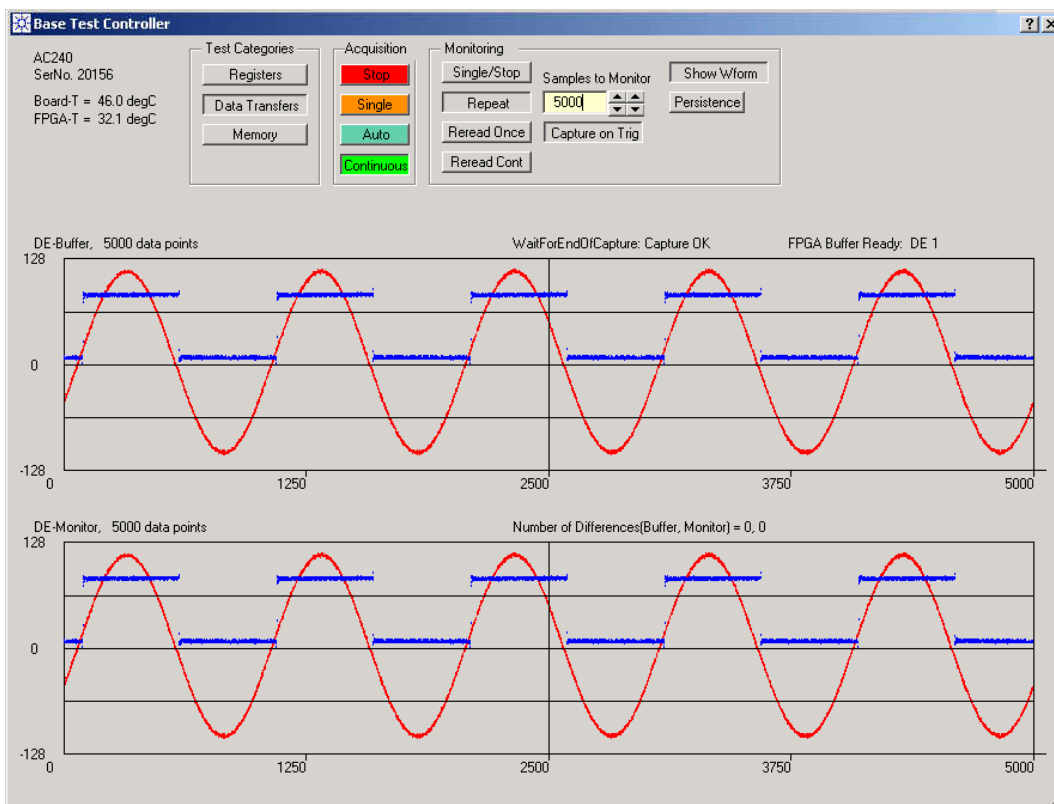 Base Test Controller
AC240
SerNo. 20156
Board-T = 46.0 degC
FPGA-T = 32.1 degC
Test Categories
Registers
Data Transfers
Memory
Acquisition
Stop
Single
Auto
Continuous
Monitoring
Single/Stop
Repeat
Reread Once
Reread Cont
Samples to Monitor
5000
Capture on Trig
Show Wform
Persistence
DE-Buffer, 5000 data points
WaitForEndOfCapture: Capture OK
FPGA Buffer Ready: DE 1
128
0
-128
0 1250 2500 3750 5000
DE-Monitor, 5000 data points
Number of Differences(Buffer, Monitor) = 0, 0
128
0
-128
0 1250 2500 3750 5000